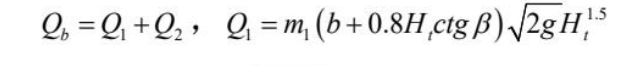 Q_b = Q_1 + Q_2 ， Q_1 = m_1 (b + 0.8H_t ctg β) √2g H_t^1.5